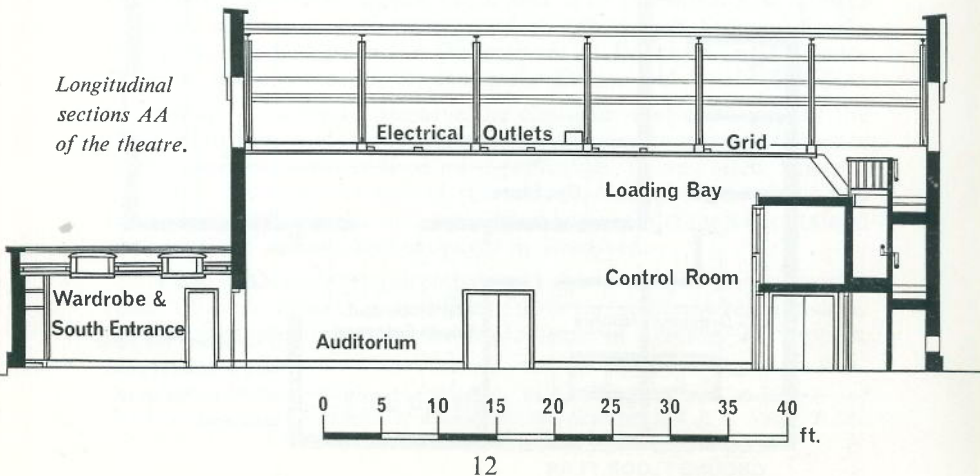 Longitudinal
sections AA
of the theatre.
Electrical Outlets
Grid
Loading Bay
Control Room
Wardrobe &
South Entrance
Auditorium
0 5 10 15 20 25 30 35 40
ft.
12